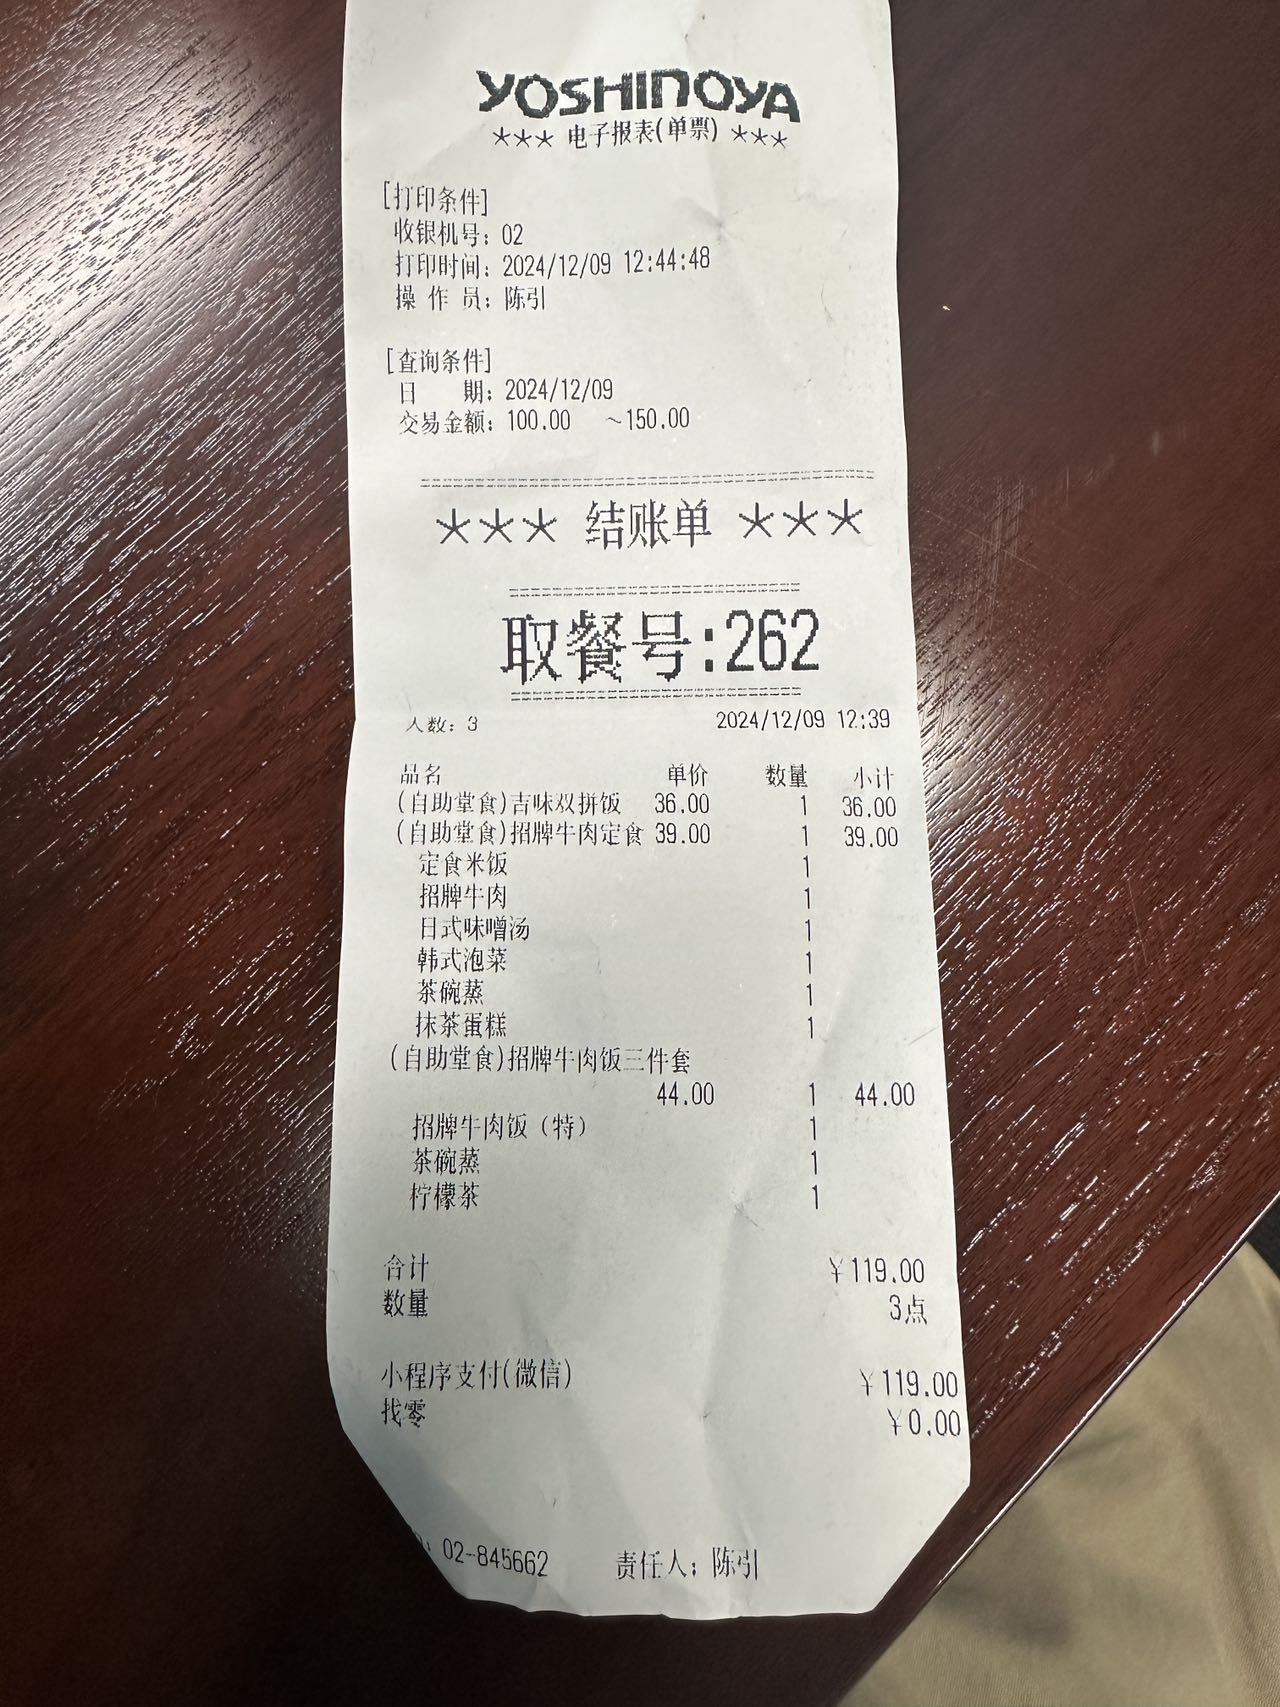 YOSHINOYA
*** 电子报表(单票) ***
[打印条件]
收银机号: 02
打印时间: 2024/12/09 12:44:48
操 作 员: 陈引
[查询条件]
日 期: 2024/12/09
交易金额: 100.00 ~150.00
*** 结账单 ***
取餐号:262
人数: 3 2024/12/09 12:39
品名 单价 数量 小计
(自助堂食)吉味双拼饭 36.00 1 36.00
(自助堂食)招牌牛肉定食 39.00 1 39.00
定食米饭 1
招牌牛肉 1
日式味噌汤 1
韩式泡菜 1
茶碗蒸 1
抹茶蛋糕 1
(自助堂食)招牌牛肉饭三件套
44.00 1 44.00
招牌牛肉饭（特） 1
茶碗蒸 1
柠檬茶 1
合计 ¥119.00
数量 3点
小程序支付(微信) ¥119.00
找零 ¥0.00
: 02-845662 责任人: 陈引